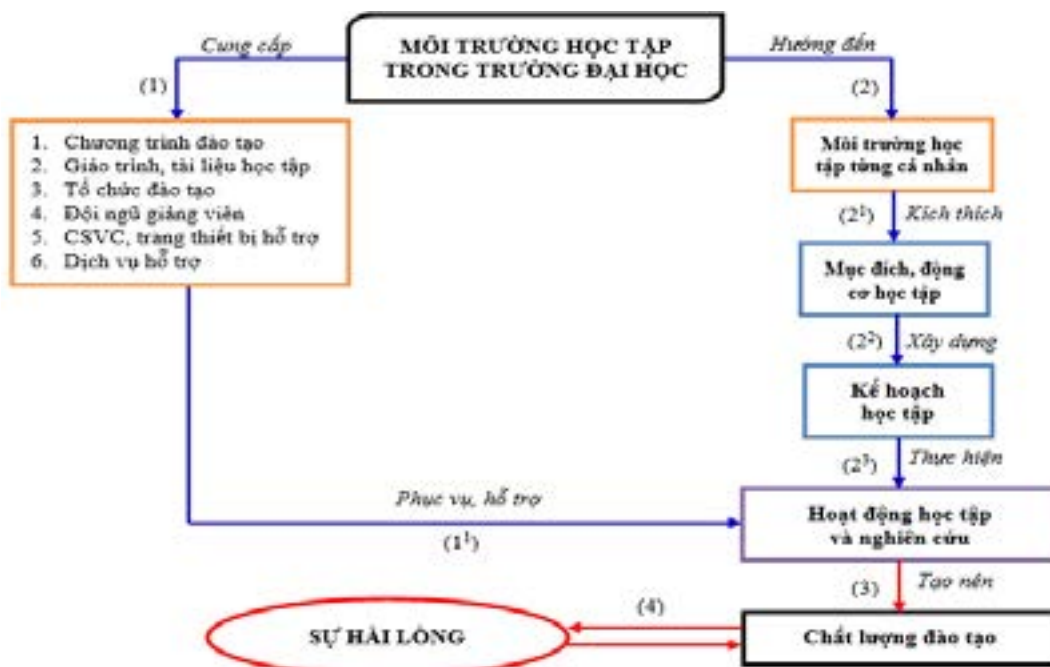 Cung cấp
MÔI TRƯỜNG HỌC TẬP
TRONG TRƯỜNG ĐẠI HỌC
Hướng đến
(1)
(2)
1. Chương trình đào tạo
2. Giáo trình, tài liệu học tập
3. Tổ chức đào tạo
4. Đội ngũ giảng viên
5. CSVC, trang thiết bị hỗ trợ
6. Dịch vụ hỗ trợ
Môi trường học
tập từng cá nhân
(2¹) Kích thích
Mục đích, động
cơ học tập
(2²) Xây dựng
Kế hoạch
học tập
(2³) Thực hiện
Phục vụ, hỗ trợ
(1¹)
Hoạt động học tập
và nghiên cứu
(3) Tạo nên
(4)
SỰ HÀI LÒNG
Chất lượng đào tạo